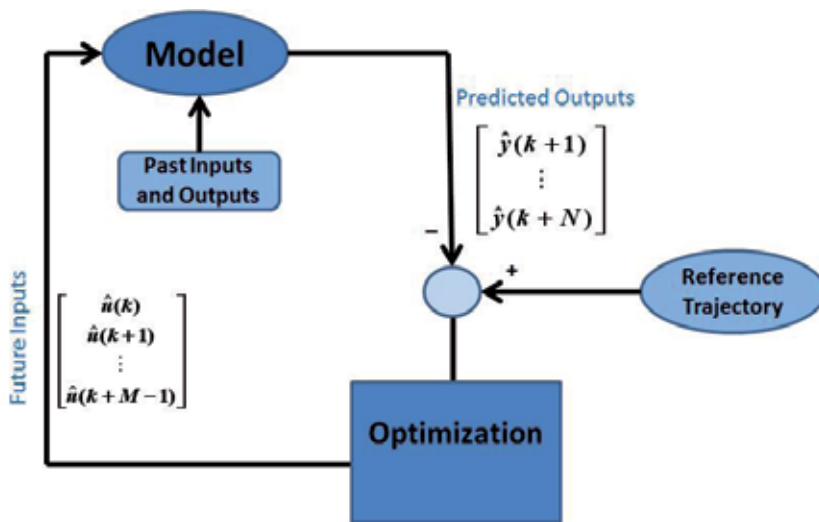 Model
Predicted Outputs
ŷ(k+1)
⋮
ŷ(k+N)
Past Inputs
and Outputs
−
+
Reference
Trajectory
Future Inputs
û(k)
û(k+1)
⋮
û(k+M−1)
Optimization